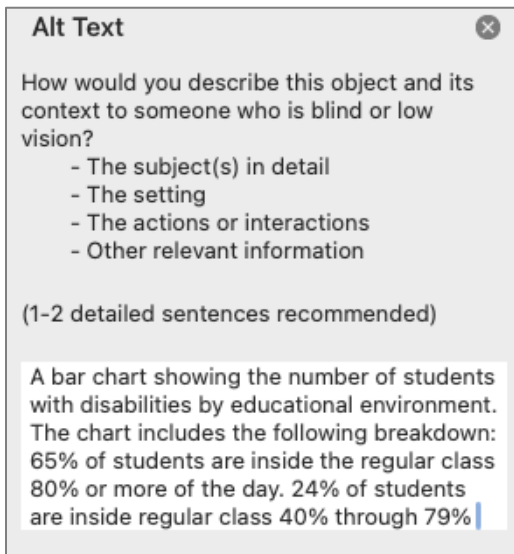 Alt Text
How would you describe this object and its
context to someone who is blind or low
vision?
- The subject(s) in detail
- The setting
- The actions or interactions
- Other relevant information
(1-2 detailed sentences recommended)
A bar chart showing the number of students
with disabilities by educational environment.
The chart includes the following breakdown:
65% of students are inside the regular class
80% or more of the day. 24% of students
are inside regular class 40% through 79%